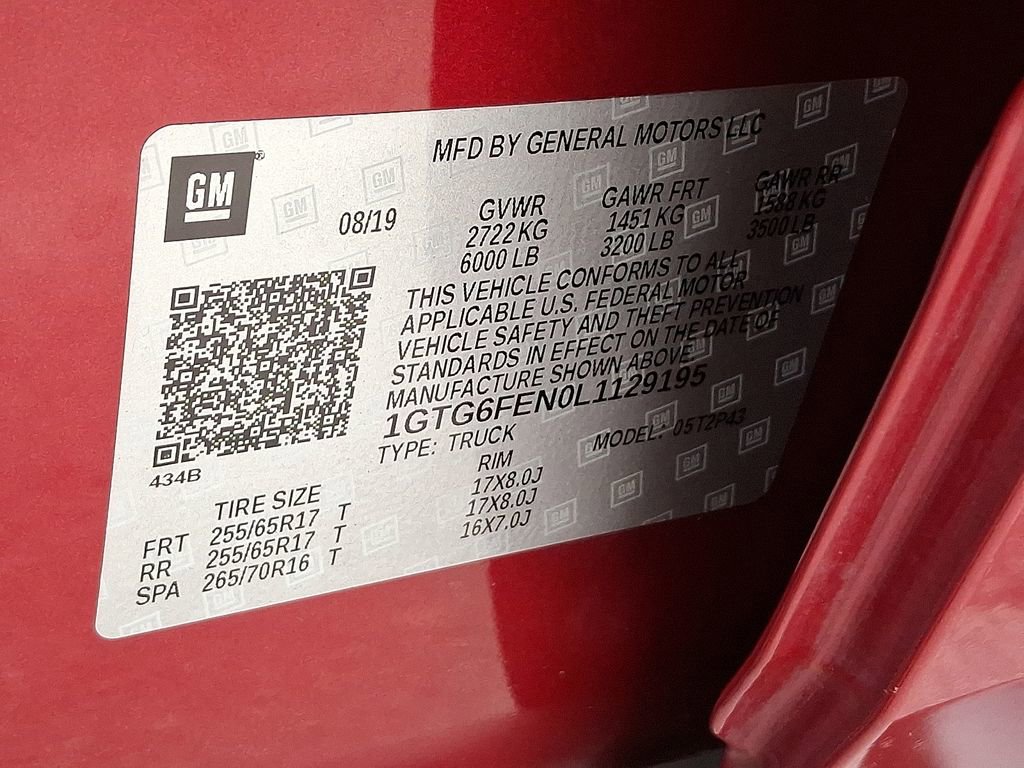 GM
MFD BY GENERAL MOTORS LLC
08/19
GVWR GAWR FRT GAWR RR
2722 KG 1451 KG 1588 KG
6000 LB 3200 LB 3500 LB
THIS VEHICLE CONFORMS TO ALL
APPLICABLE U.S. FEDERAL MOTOR
VEHICLE SAFETY AND THEFT PREVENTION
STANDARDS IN EFFECT ON THE DATE OF
MANUFACTURE SHOWN ABOVE
1GTG6FEN0L1129195
TYPE: TRUCK MODEL: 05T2P43
434B
TIRE SIZE RIM
FRT 255/65R17 T 17X8.0J
RR 255/65R17 T 17X8.0J
SPA 265/70R16 T 16X7.0J